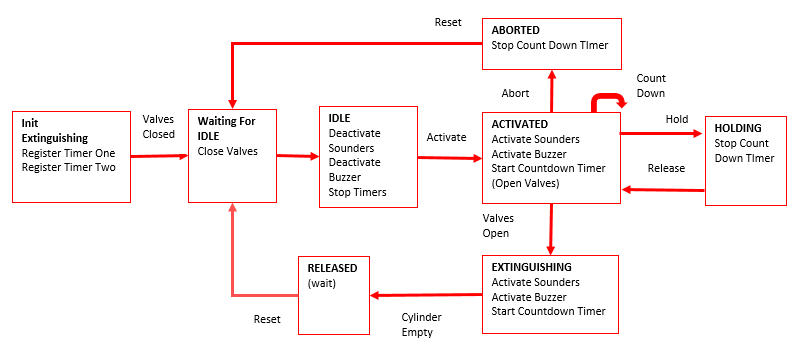 Reset
ABORTED
Stop Count Down TImer
Abort
Count
Down
Init
Extinguishing
Register Timer One
Register Timer Two
Valves
Closed
Waiting For
IDLE
Close Valves
IDLE
Deactivate
Sounders
Deactivate
Buzzer
Stop Timers
Activate
ACTIVATED
Activate Sounders
Activate Buzzer
Start Countdown Timer
(Open Valves)
Hold
Release
HOLDING
Stop Count
Down TImer
Valves
Open
RELEASED
(wait)
Reset
Cylinder
Empty
EXTINGUISHING
Activate Sounders
Activate Buzzer
Start Countdown Timer